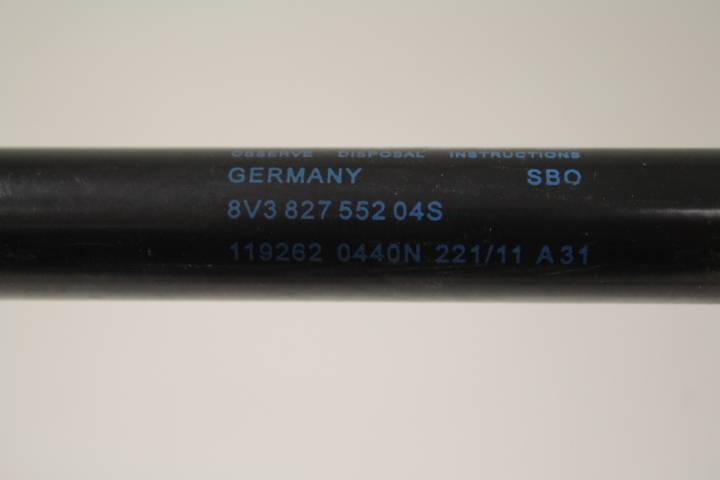 OBSERVE DISPOSAL INSTRUCTIONS
GERMANY SBO
8V3 827 552 04S
119262 0440N 221/11 A31